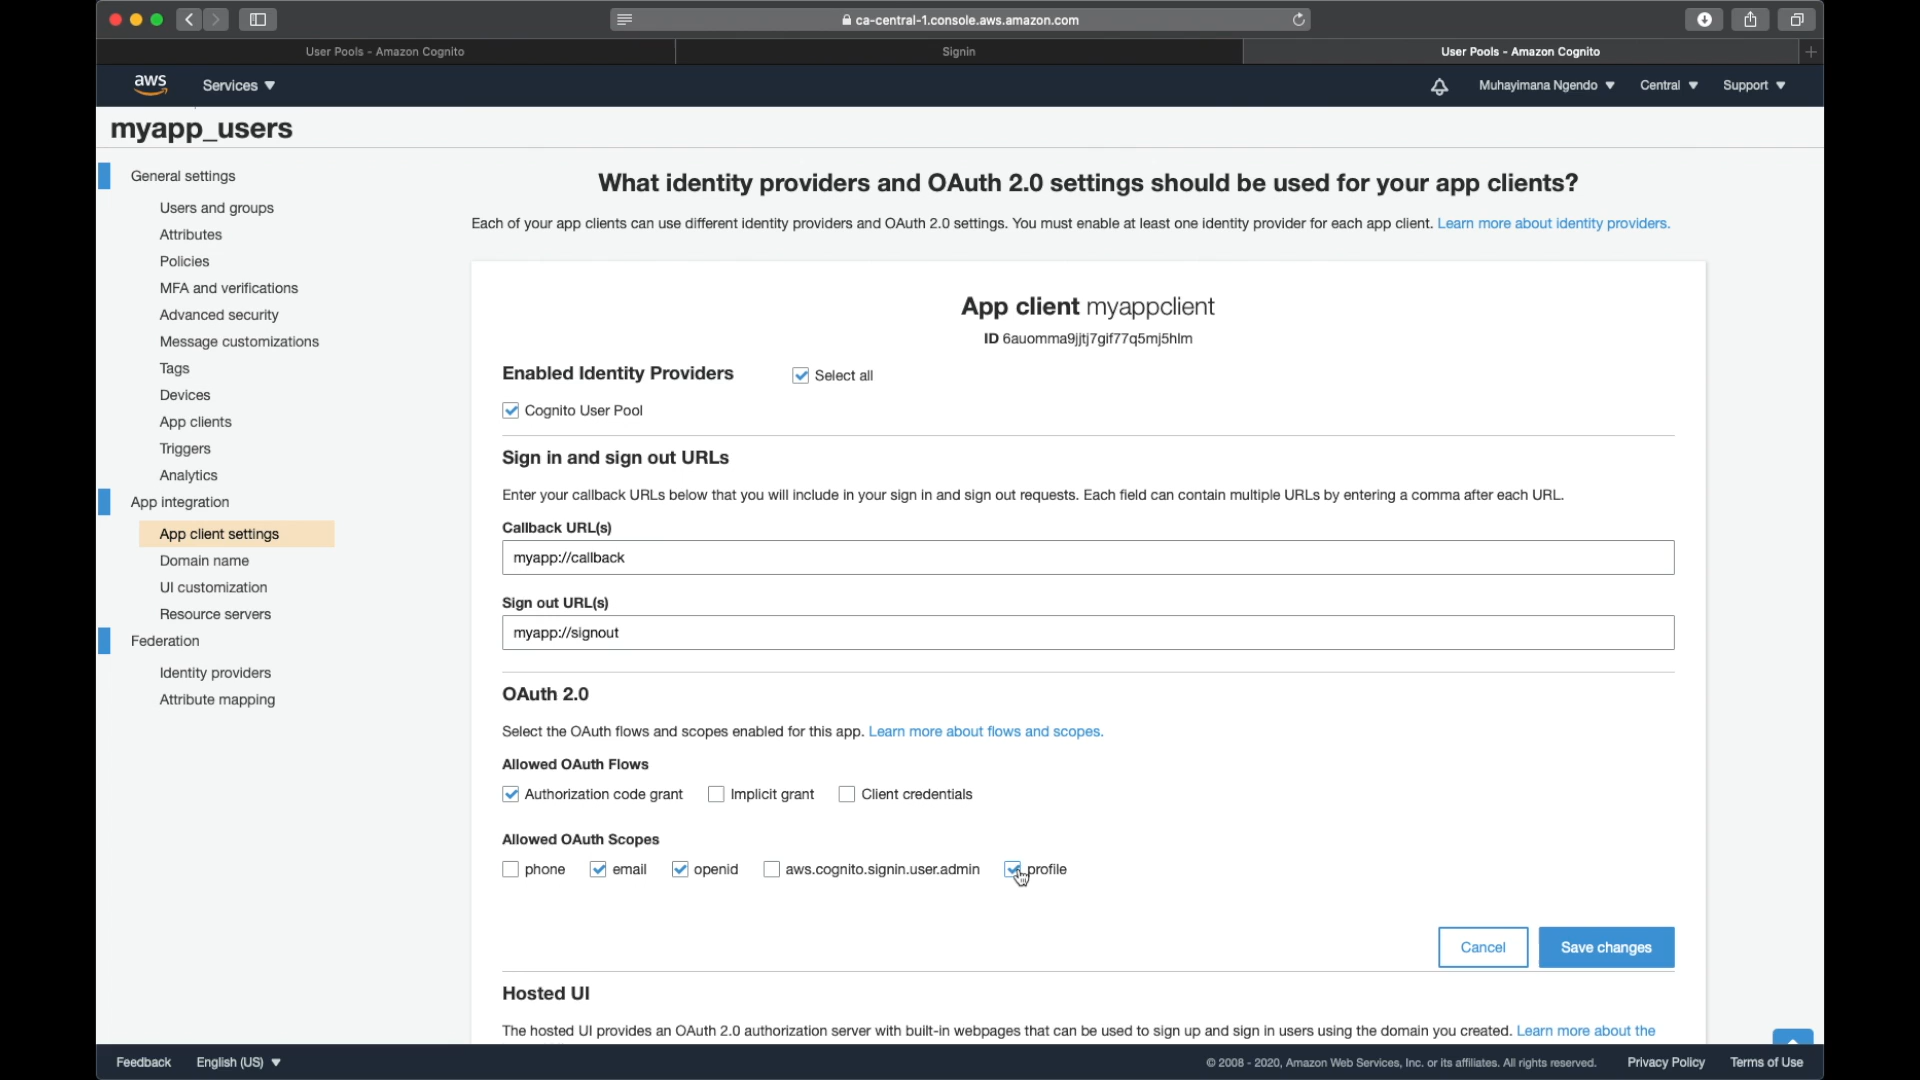 ca-central-1.console.aws.amazon.com
User Pools - Amazon Cognito
Signin
User Pools - Amazon Cognito
aws
Services
Muhayimana Ngendo
Central
Support
myapp_users
General settings
Users and groups
Attributes
Policies
MFA and verifications
Advanced security
Message customizations
Tags
Devices
App clients
Triggers
Analytics
App integration
App client settings
Domain name
UI customization
Resource servers
Federation
Identity providers
Attribute mapping
What identity providers and OAuth 2.0 settings should be used for your app clients?
Each of your app clients can use different identity providers and OAuth 2.0 settings. You must enable at least one identity provider for each app client. Learn more about identity providers.
App client myappclient
ID 6auomma9jjtj7gif77q5mj5hlm
Enabled Identity Providers
Select all
Cognito User Pool
Sign in and sign out URLs
Enter your callback URLs below that you will include in your sign in and sign out requests. Each field can contain multiple URLs by entering a comma after each URL.
Callback URL(s)
myapp://callback
Sign out URL(s)
myapp://signout
OAuth 2.0
Select the OAuth flows and scopes enabled for this app. Learn more about flows and scopes.
Allowed OAuth Flows
Authorization code grant
Implicit grant
Client credentials
Allowed OAuth Scopes
phone
email
openid
aws.cognito.signin.user.admin
profile
Cancel
Save changes
Hosted UI
The hosted UI provides an OAuth 2.0 authorization server with built-in webpages that can be used to sign up and sign in users using the domain you created. Learn more about the
Feedback
English (US)
© 2008 - 2020, Amazon Web Services, Inc. or its affiliates. All rights reserved.
Privacy Policy
Terms of Use